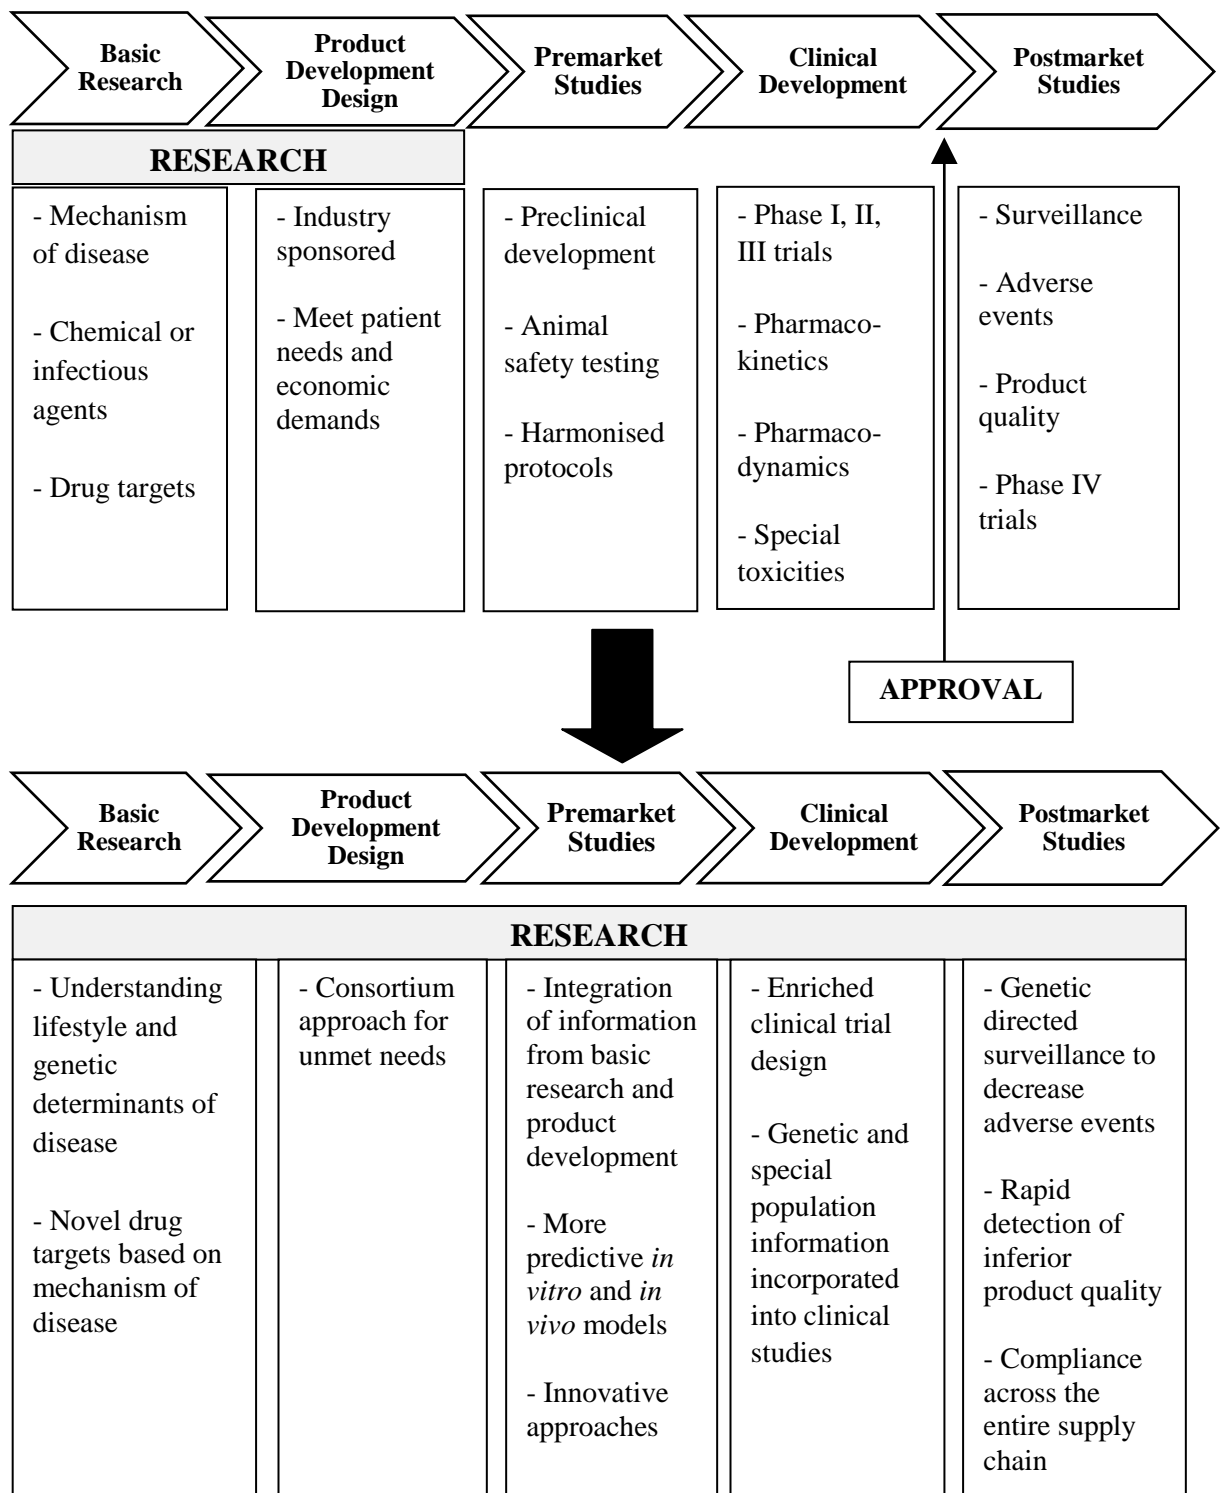 Basic
Research
Product
Development
Design
Premarket
Studies
Clinical
Development
Postmarket
Studies
RESEARCH
- Mechanism
of disease
- Chemical or
infectious
agents
- Drug targets
- Industry
sponsored
- Meet patient
needs and
economic
demands
- Preclinical
development
- Animal
safety testing
- Harmonised
protocols
- Phase I, II,
III trials
- Pharmaco-
kinetics
- Pharmaco-
dynamics
- Special
toxicities
- Surveillance
- Adverse
events
- Product
quality
- Phase IV
trials
APPROVAL
Basic
Research
Product
Development
Design
Premarket
Studies
Clinical
Development
Postmarket
Studies
RESEARCH
- Understanding
lifestyle and
genetic
determinants of
disease
- Novel drug
targets based on
mechanism of
disease
- Consortium
approach for
unmet needs
- Integration
of information
from basic
research and
product
development
- More
predictive in
vitro and in
vivo models
- Innovative
approaches
- Enriched
clinical trial
design
- Genetic and
special
population
information
incorporated
into clinical
studies
- Genetic
directed
surveillance to
decrease
adverse events
- Rapid
detection of
inferior
product quality
- Compliance
across the
entire supply
chain